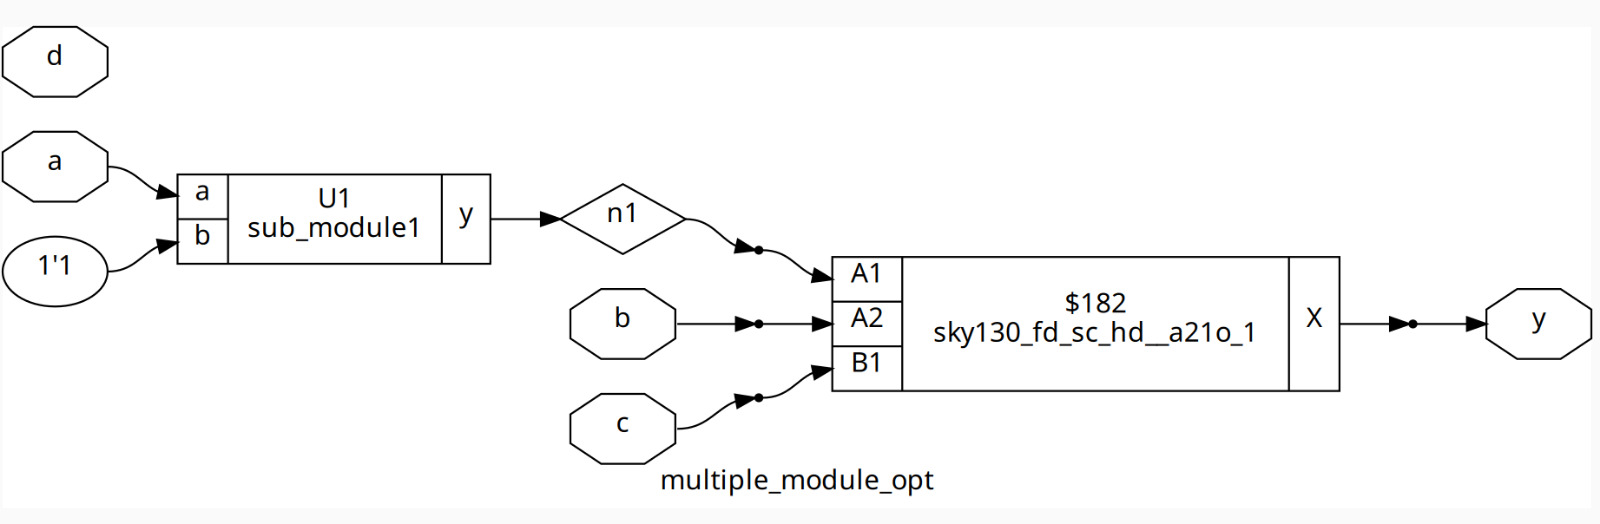 d
a
1'1
a
b
U1
sub_module1
y
n1
b
c
A1
A2
B1
$182
sky130_fd_sc_hd__a21o_1
X
y
multiple_module_opt